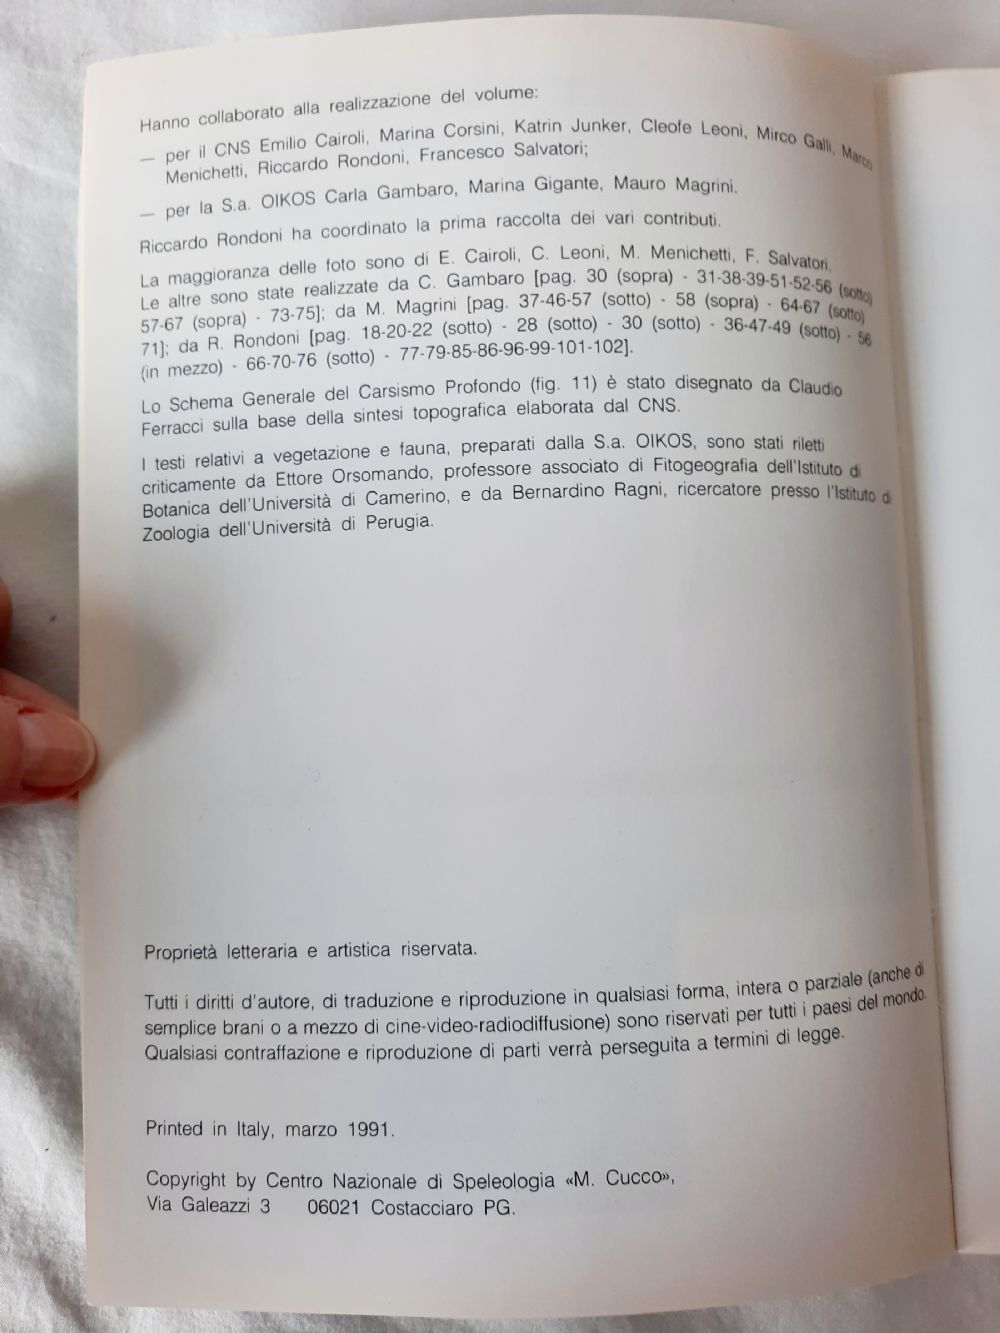 Hanno collaborato alla realizzazione del volume:
— per il CNS Emilio Cairoli, Marina Corsini, Katrin Junker, Cleofe Leoni, Mirco Galli, Marco
Menichetti, Riccardo Rondoni, Francesco Salvatori;
— per la S.a. OIKOS Carla Gambaro, Marina Gigante, Mauro Magrini.
Riccardo Rondoni ha coordinato la prima raccolta dei vari contributi.
La maggioranza delle foto sono di E. Cairoli, C. Leoni, M. Menichetti, F. Salvatori.
Le altre sono state realizzate da C. Gambaro [pag. 30 (sopra) - 31-38-39-51-52-56 (sotto)
57-67 (sopra) - 73-75]; da M. Magrini [pag. 37-46-57 (sotto) - 58 (sopra) - 64-67 (sotto)
71]; da R. Rondoni [pag. 18-20-22 (sotto) - 28 (sotto) - 30 (sotto) - 36-47-49 (sotto) - 56
(in mezzo) - 66-70-76 (sotto) - 77-79-85-86-96-99-101-102].
Lo Schema Generale del Carsismo Profondo (fig. 11) è stato disegnato da Claudio
Ferracci sulla base della sintesi topografica elaborata dal CNS.
I testi relativi a vegetazione e fauna, preparati dalla S.a. OIKOS, sono stati riletti
criticamente da Ettore Orsomando, professore associato di Fitogeografia dell'Istituto di
Botanica dell'Università di Camerino, e da Bernardino Ragni, ricercatore presso l'Istituto di
Zoologia dell'Università di Perugia.
Proprietà letteraria e artistica riservata.
Tutti i diritti d'autore, di traduzione e riproduzione in qualsiasi forma, intera o parziale (anche di
semplice brani o a mezzo di cine-video-radiodiffusione) sono riservati per tutti i paesi del mondo.
Qualsiasi contraffazione e riproduzione di parti verrà perseguita a termini di legge.
Printed in Italy, marzo 1991.
Copyright by Centro Nazionale di Speleologia «M. Cucco»,
Via Galeazzi 3 06021 Costacciaro PG.